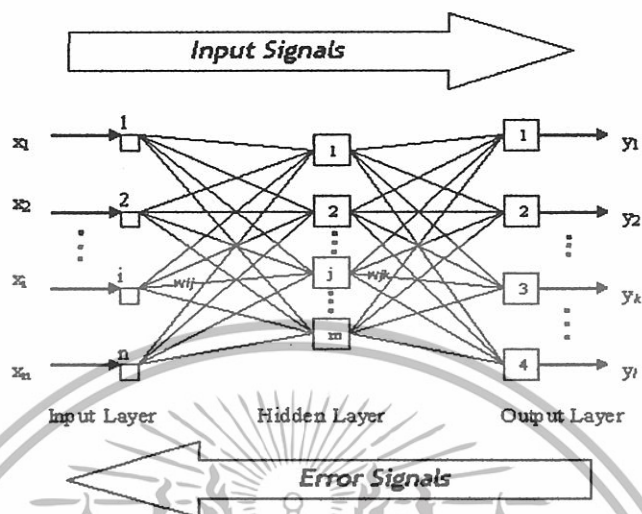 Input Signals
1 1 1
x1 y1
2 2 2
x2 y2
i wij j wjk 3
xi yk
m
n 4
xn yl
Input Layer Hidden Layer Output Layer
Error Signals